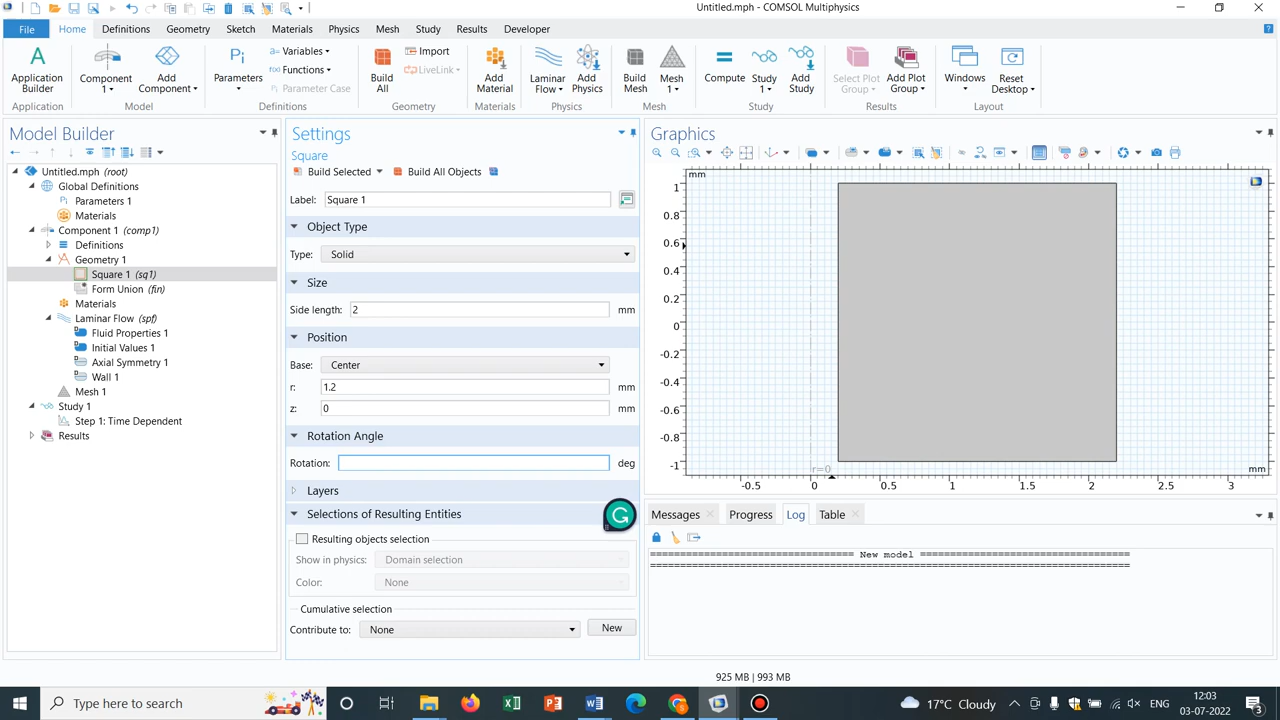 Untitled.mph - COMSOL Multiphysics
File Home Definitions Geometry Sketch Materials Physics Mesh Study Results Developer
Application Builder
Component 1
Add Component
Parameters
a= Variables
f(x) Functions
Pi Parameter Case
Build All
Import
LiveLink
Add Material
Laminar Flow
Add Physics
Build Mesh
Mesh 1
Compute
Study 1
Add Study
Select Plot Group
Add Plot Group
Windows
Reset Desktop
Application Model Definitions Geometry Materials Physics Mesh Study Results Layout
Model Builder
Untitled.mph (root)
Global Definitions
Parameters 1
Materials
Component 1 (comp1)
Definitions
Geometry 1
Square 1 (sq1)
Form Union (fin)
Materials
Laminar Flow (spf)
Fluid Properties 1
Initial Values 1
Axial Symmetry 1
Wall 1
Mesh 1
Study 1
Step 1: Time Dependent
Results
Settings
Square
Build Selected Build All Objects
Label: Square 1
Object Type
Type: Solid
Size
Side length: 2 mm
Position
Base: Center
r: 1.2 mm
z: 0 mm
Rotation Angle
Rotation: deg
Layers
Selections of Resulting Entities
Resulting objects selection
Show in physics: Domain selection
Color: None
Cumulative selection
Contribute to: None New
Graphics
mm
1
0.8
0.6
0.4
0.2
0
-0.2
-0.4
-0.6
-0.8
-1
r=0
mm
-0.5 0 0.5 1 1.5 2 2.5 3
Messages Progress Log Table
=================================== New model ===================================
925 MB | 993 MB
Type here to search
17°C Cloudy
ENG
12:03
03-07-2022
3